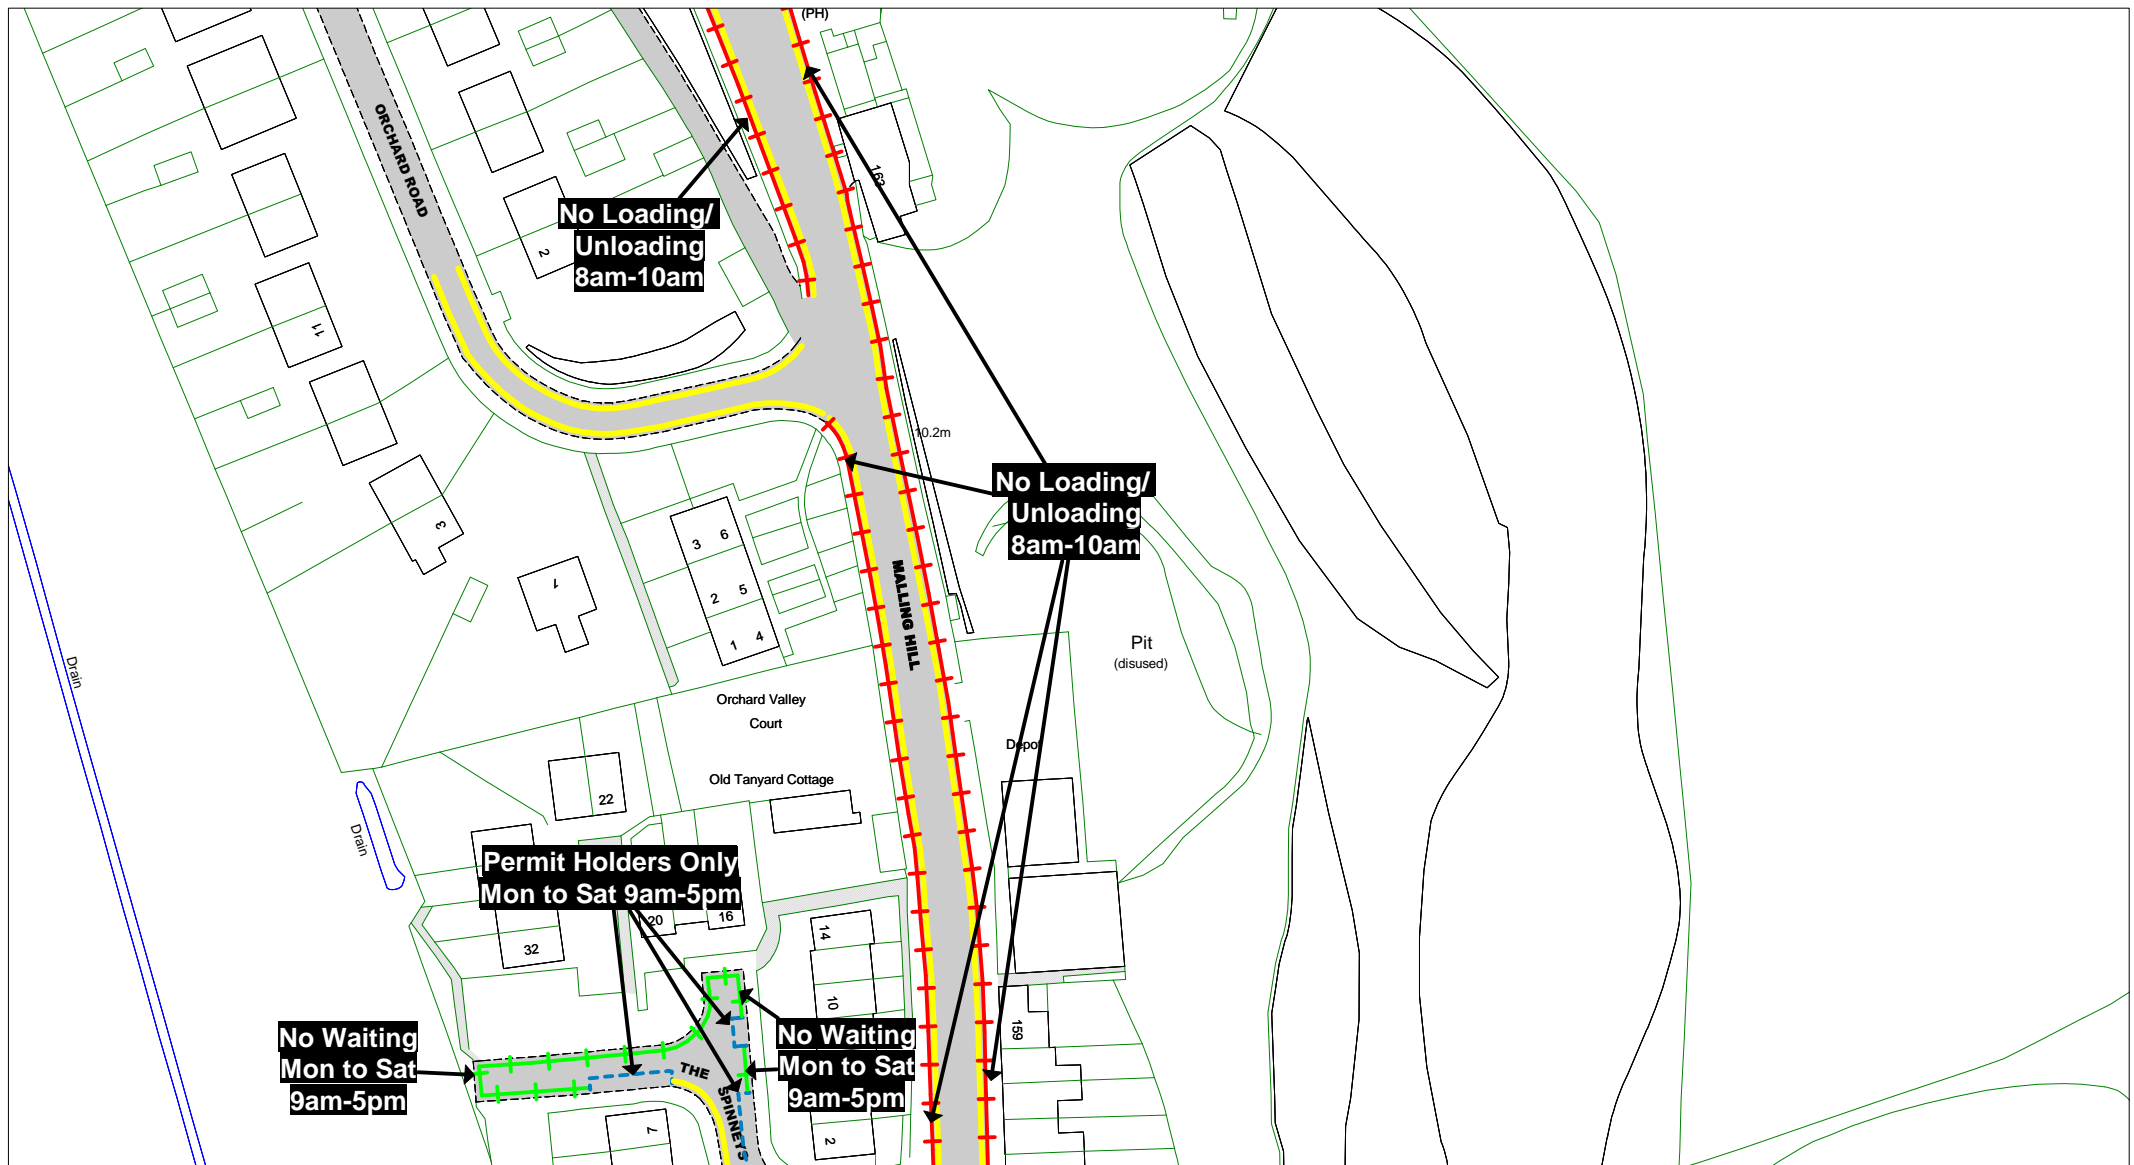 (PH)
ORCHARD ROAD
163
No Loading/
Unloading
8am-10am
2
11
10.2m
No Loading/
Unloading
8am-10am
3
3 6
2 5
1 4
1
MALLING HILL
Pit
(disused)
Drain
Orchard Valley
Court
Depot
Old Tanyard Cottage
22
Drain
Permit Holders Only
Mon to Sat 9am-5pm
20
16
14
32
10
No Waiting
Mon to Sat
9am-5pm
No Waiting
Mon to Sat
9am-5pm
159
THE
SPINNEYS
7
2